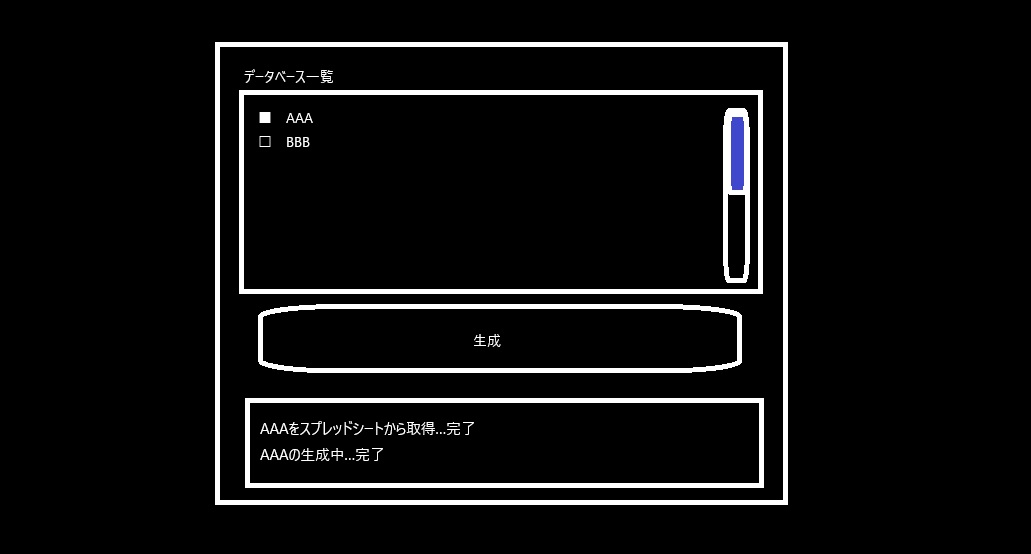 データベース一覧
■ AAA
□ BBB
生成
AAAをスプレッドシートから取得...完了
AAAの生成中...完了